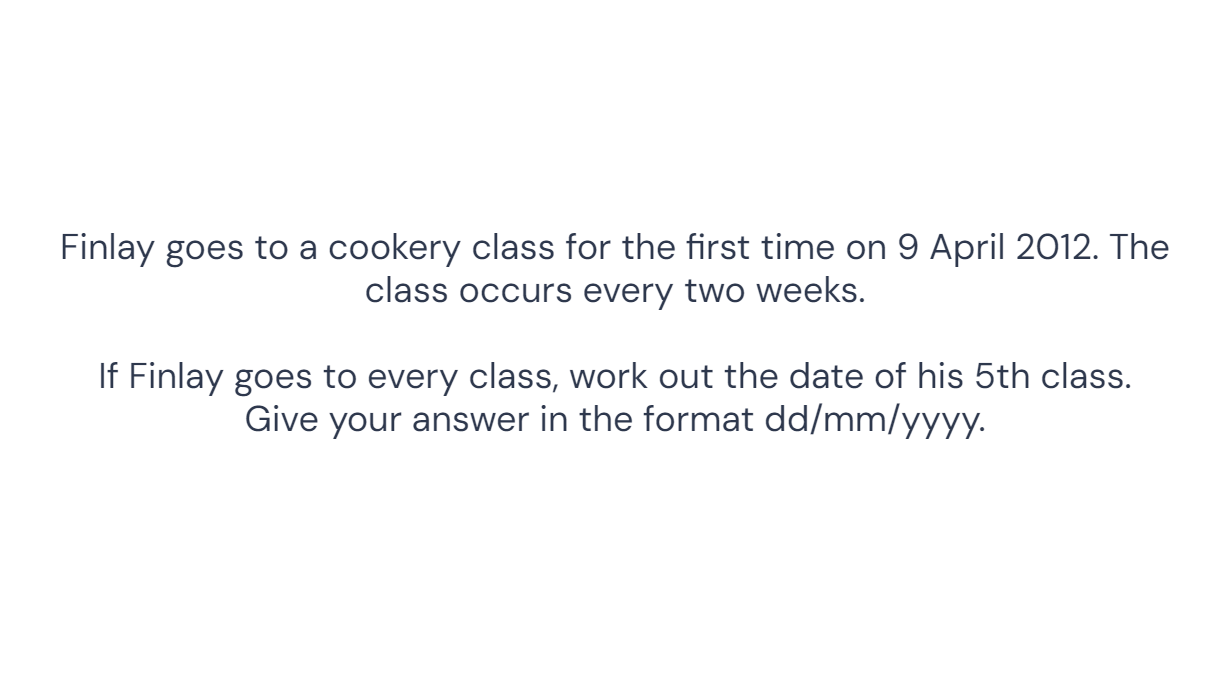 Finlay goes to a cookery class for the first time on 9 April 2012. The
class occurs every two weeks.
If Finlay goes to every class, work out the date of his 5th class.
Give your answer in the format dd/mm/yyyy.